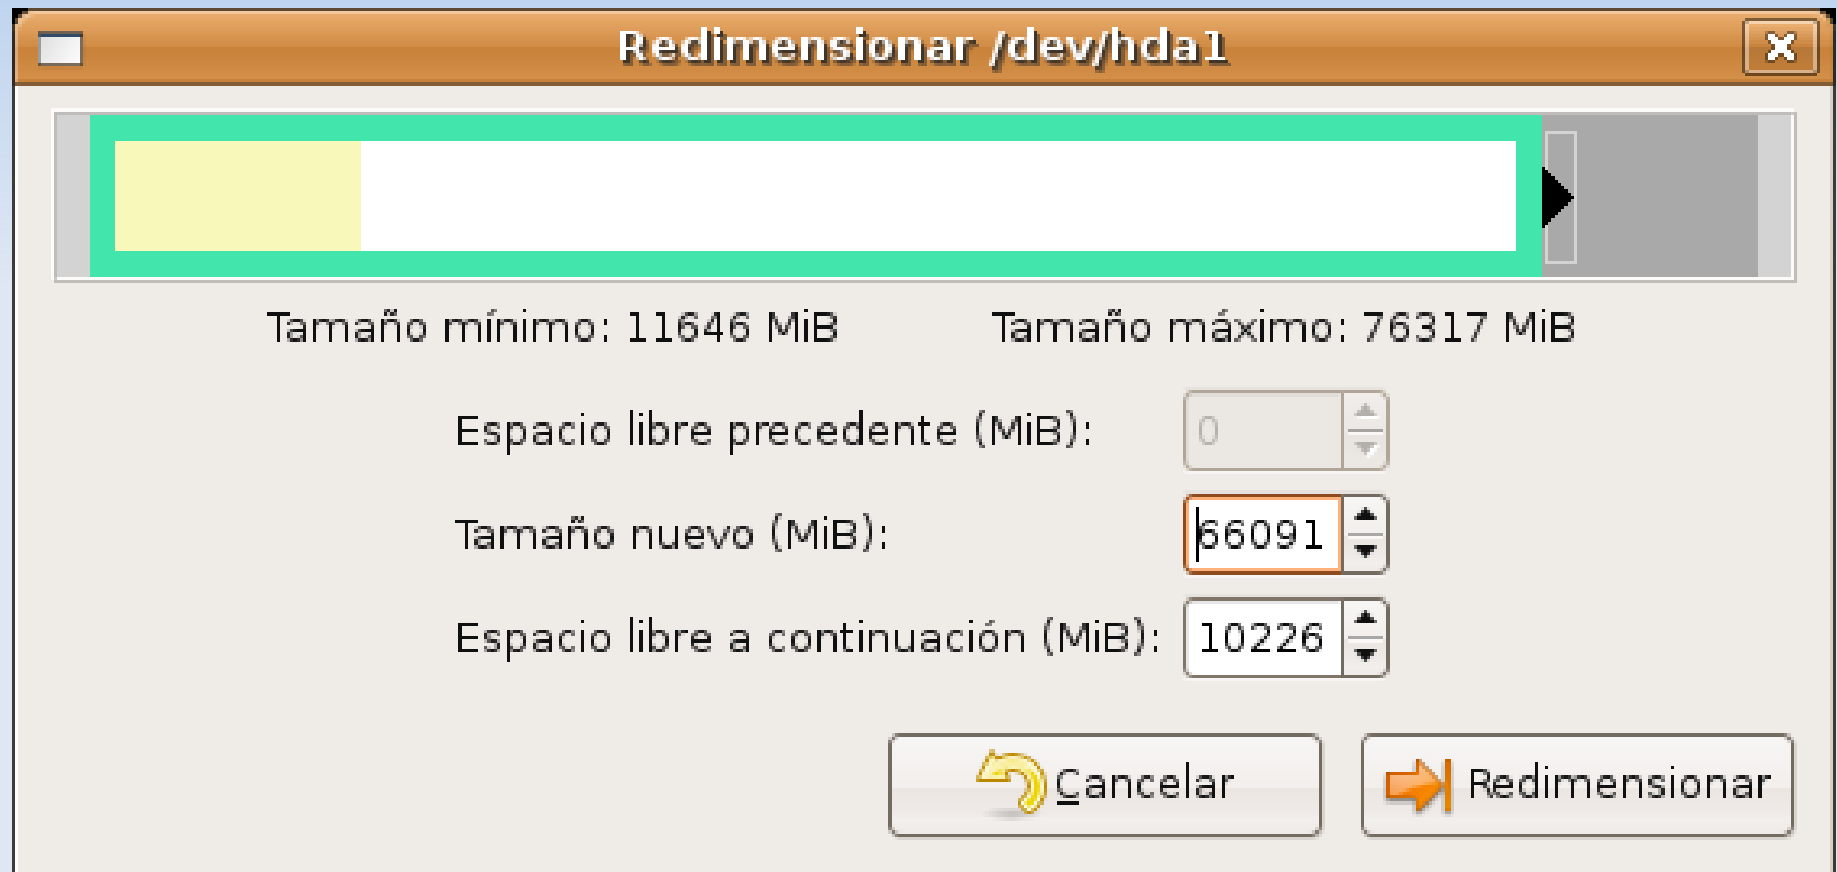 Redimensionar /dev/hda1
Tamaño mínimo: 11646 MiB Tamaño máximo: 76317 MiB
Espacio libre precedente (MiB): 0
Tamaño nuevo (MiB): 66091
Espacio libre a continuación (MiB): 10226
Cancelar Redimensionar